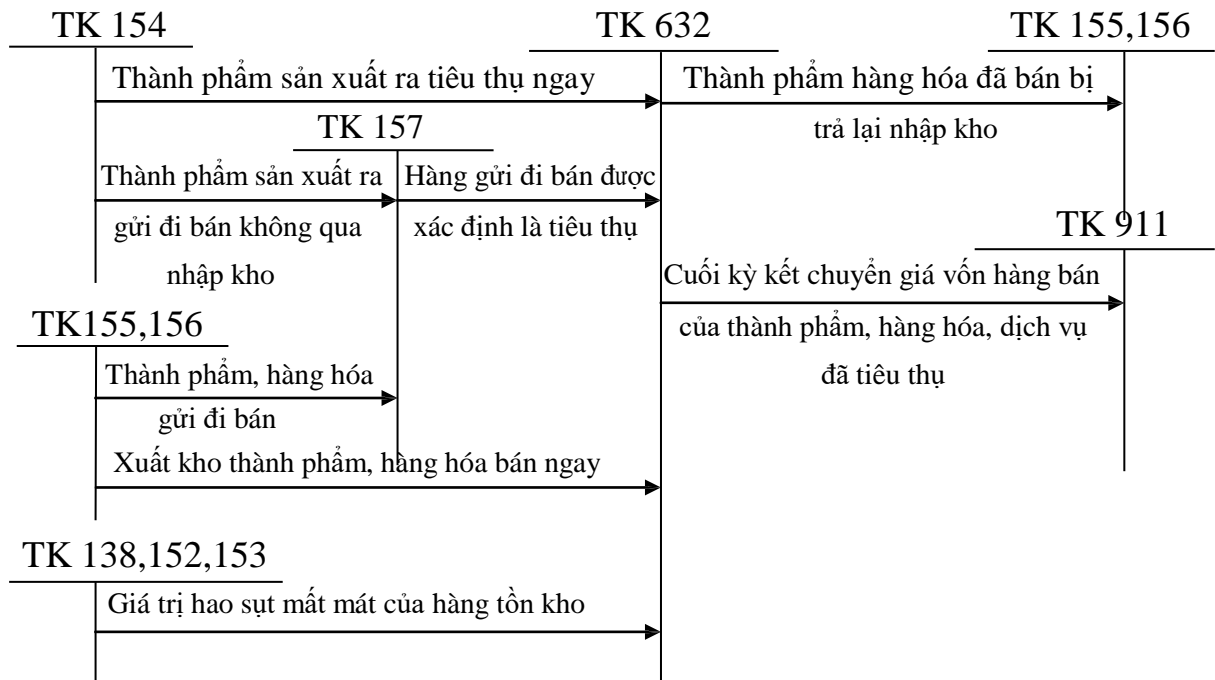 TK 154
TK 632
TK 155,156
Thành phẩm sản xuất ra tiêu thụ ngay
Thành phẩm hàng hóa đã bán bị
trả lại nhập kho
TK 157
Thành phẩm sản xuất ra
gửi đi bán không qua
nhập kho
Hàng gửi đi bán được
xác định là tiêu thụ
TK 911
Cuối kỳ kết chuyển giá vốn hàng bán
của thành phẩm, hàng hóa, dịch vụ
đã tiêu thụ
TK155,156
Thành phẩm, hàng hóa
gửi đi bán
Xuất kho thành phẩm, hàng hóa bán ngay
TK 138,152,153
Giá trị hao sụt mất mát của hàng tồn kho